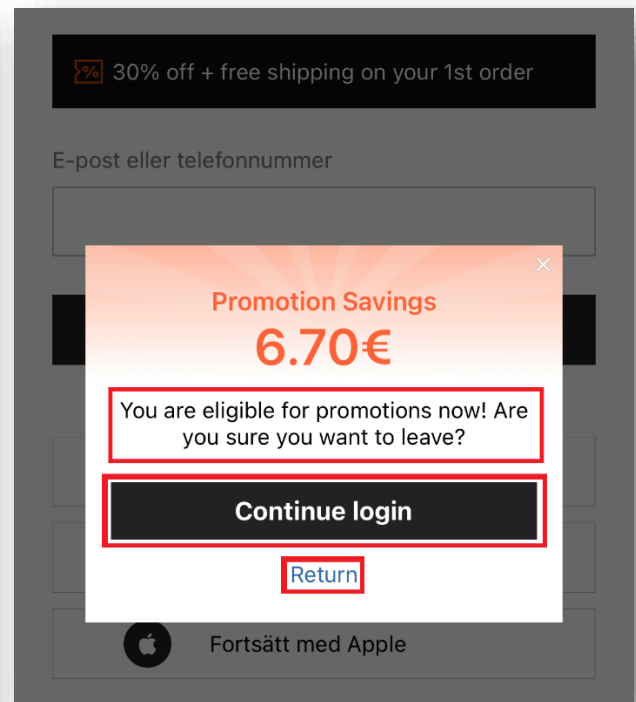 % 30% off + free shipping on your 1st order
E-post eller telefonnummer
Promotion Savings
6.70€
You are eligible for promotions now! Are
you sure you want to leave?
Continue login
Return
Fortsätt med Apple